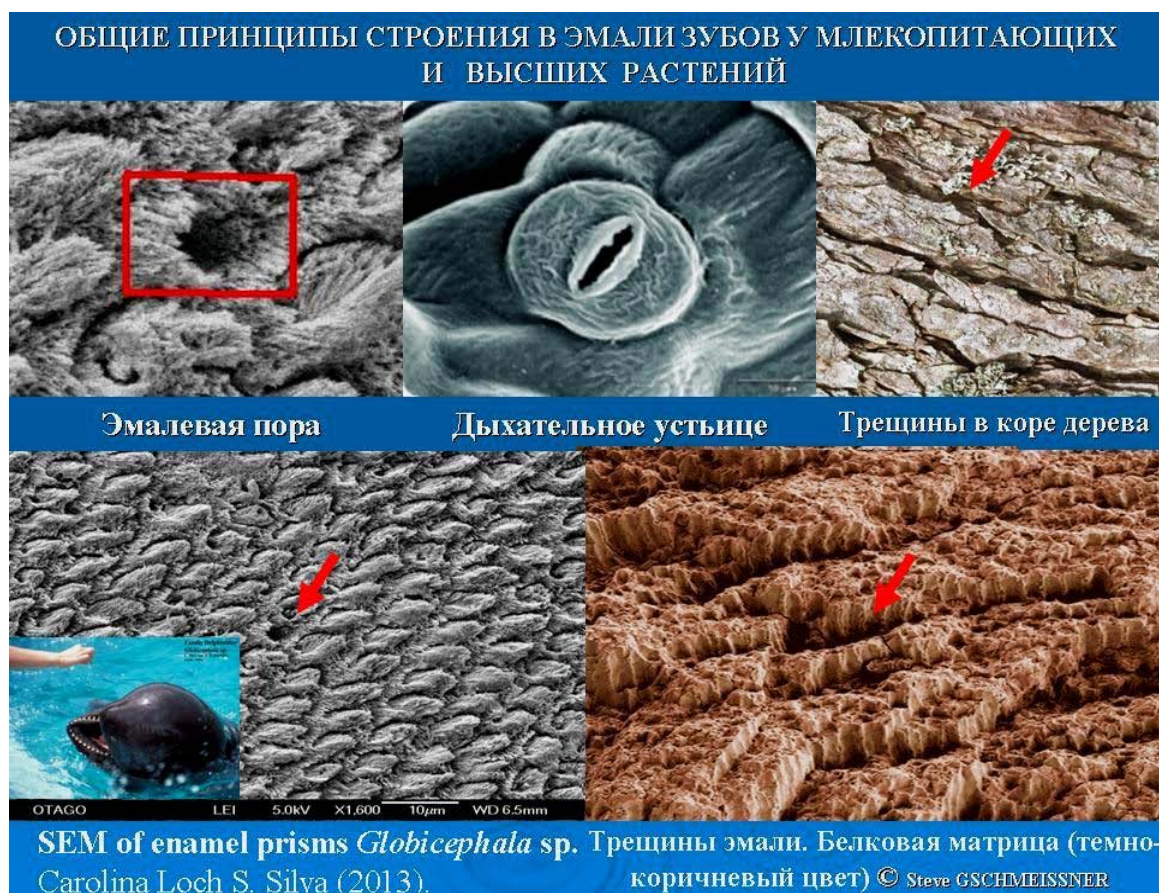 ОБЩИЕ ПРИНЦИПЫ СТРОЕНИЯ В ЭМАЛИ ЗУБОВ У МЛЕКОПИТАЮЩИХ
И ВЫСШИХ РАСТЕНИЙ
Эмалевая пора
Дыхательное устьице
Трещины в коре дерева
OTAGO LEI 5.0kV X1,600 10μm WD 6.5mm
SEM of enamel prisms Globicephala sp.
Carolina Loch S. Silva (2013).
Трещины эмали. Белковая матрица (темно-
коричневый цвет) © Steve GSCHMEISSNER